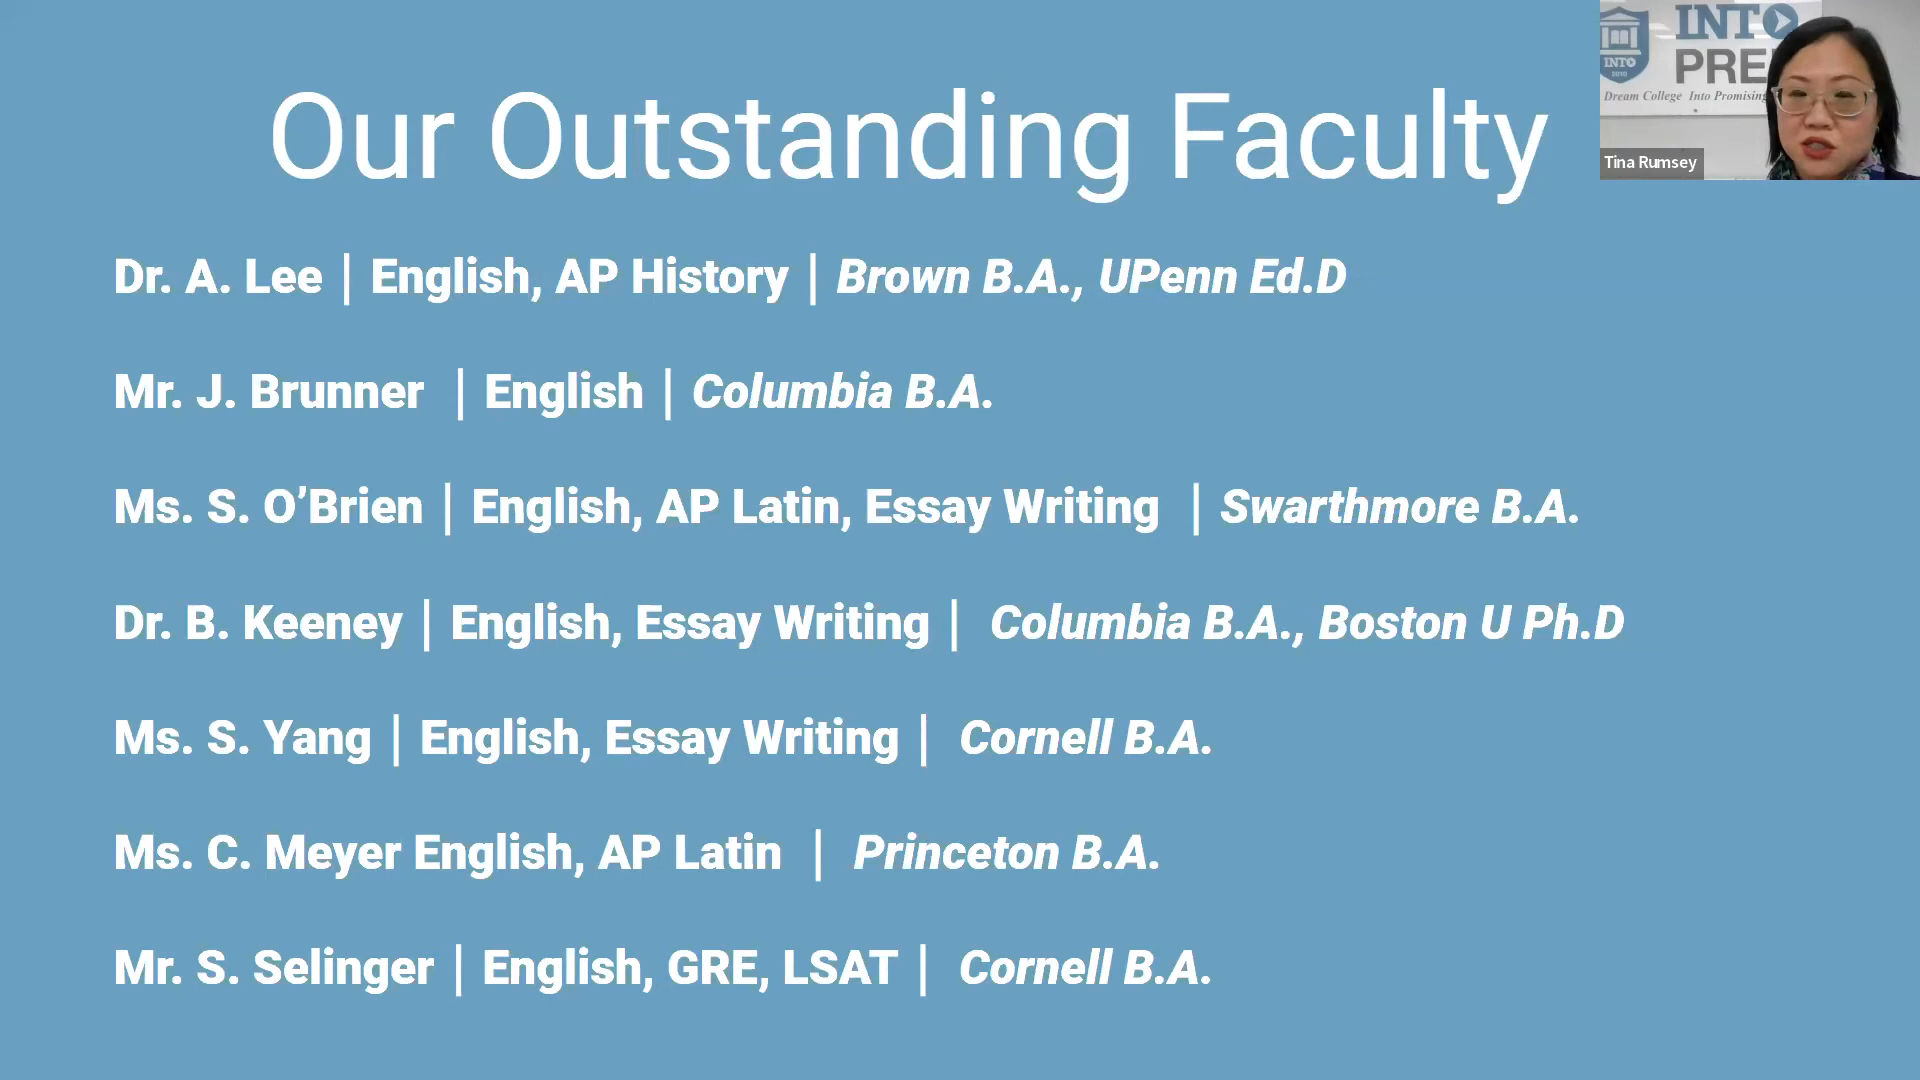 Our Outstanding Faculty
Dr. A. Lee | English, AP History | Brown B.A., UPenn Ed.D
Mr. J. Brunner | English | Columbia B.A.
Ms. S. O’Brien | English, AP Latin, Essay Writing | Swarthmore B.A.
Dr. B. Keeney | English, Essay Writing | Columbia B.A., Boston U Ph.D
Ms. S. Yang | English, Essay Writing | Cornell B.A.
Ms. C. Meyer English, AP Latin | Princeton B.A.
Mr. S. Selinger | English, GRE, LSAT | Cornell B.A.
INTO
PRE
INTO
2010
Dream College Into Promising
Tina Rumsey